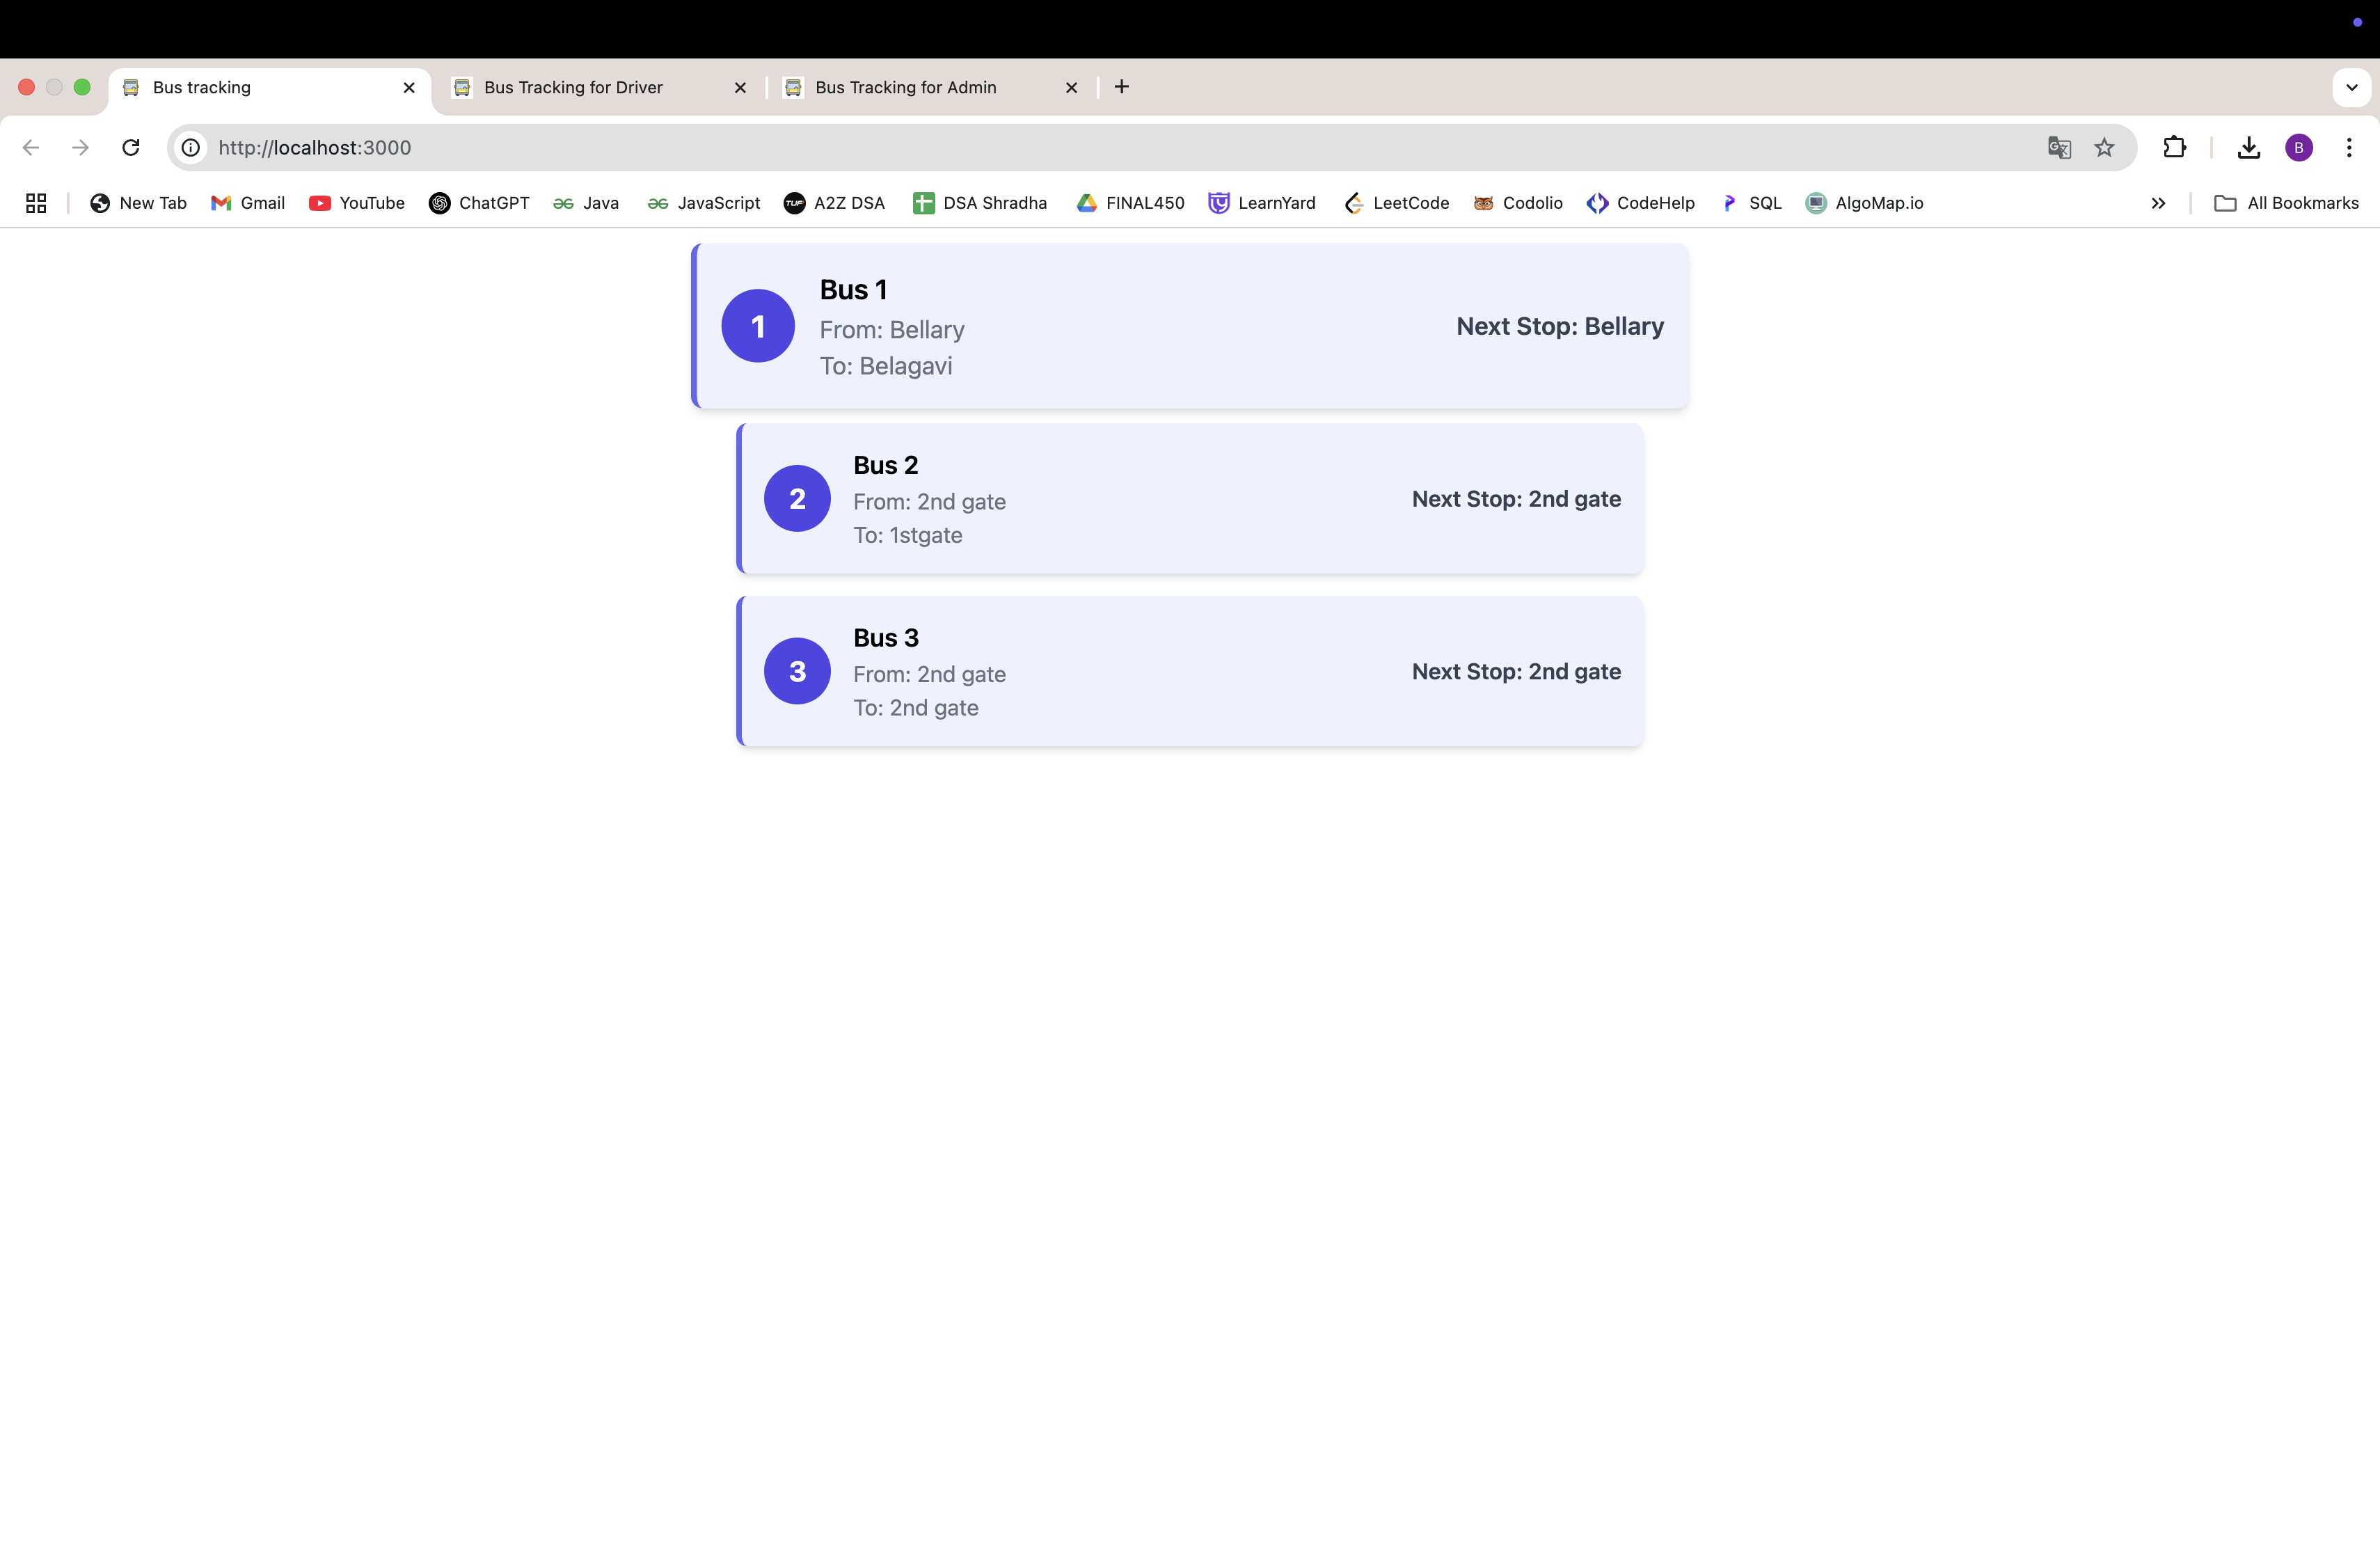 Bus tracking
Bus Tracking for Driver
Bus Tracking for Admin
http://localhost:3000
B
New Tab
Gmail
YouTube
ChatGPT
Java
JavaScript
TUF
A2Z DSA
DSA Shradha
FINAL450
LearnYard
LeetCode
Codolio
CodeHelp
SQL
AlgoMap.io
All Bookmarks
1
Bus 1
From: Bellary
To: Belagavi
Next Stop: Bellary
2
Bus 2
From: 2nd gate
To: 1stgate
Next Stop: 2nd gate
3
Bus 3
From: 2nd gate
To: 2nd gate
Next Stop: 2nd gate